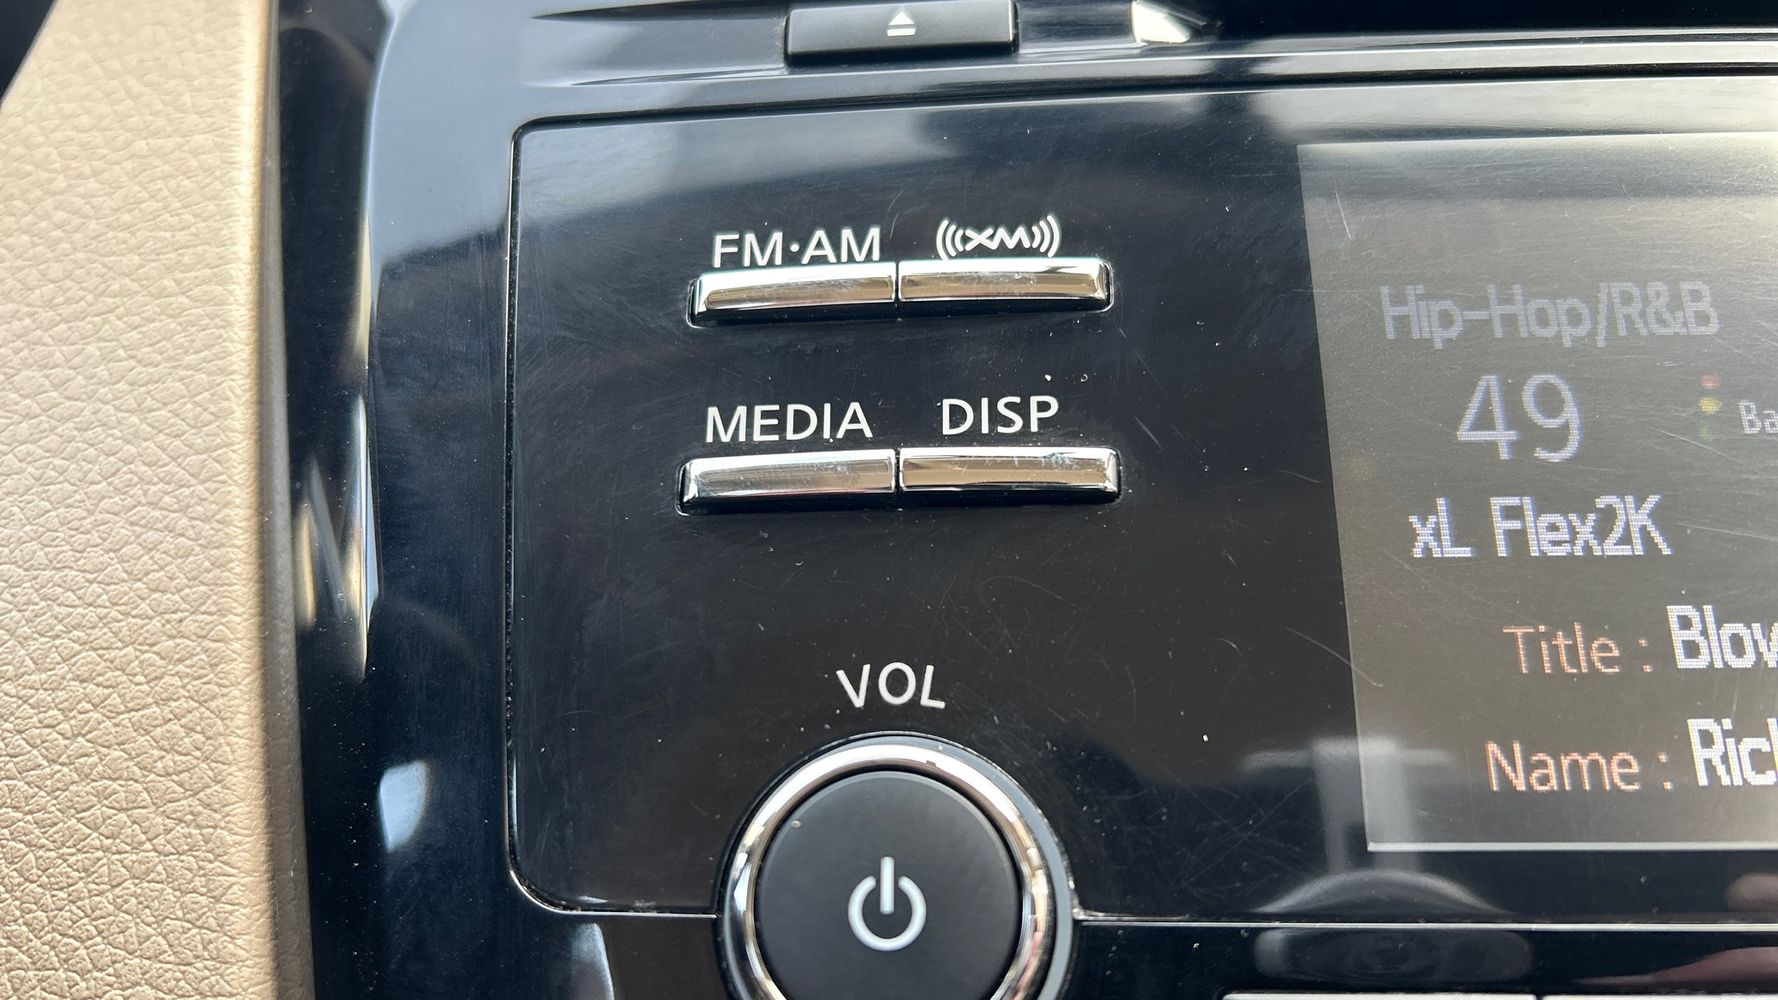 FM·AM XM
MEDIA DISP
VOL
Hip-Hop/R&B
49
xL Flex2K
Title :
Name :